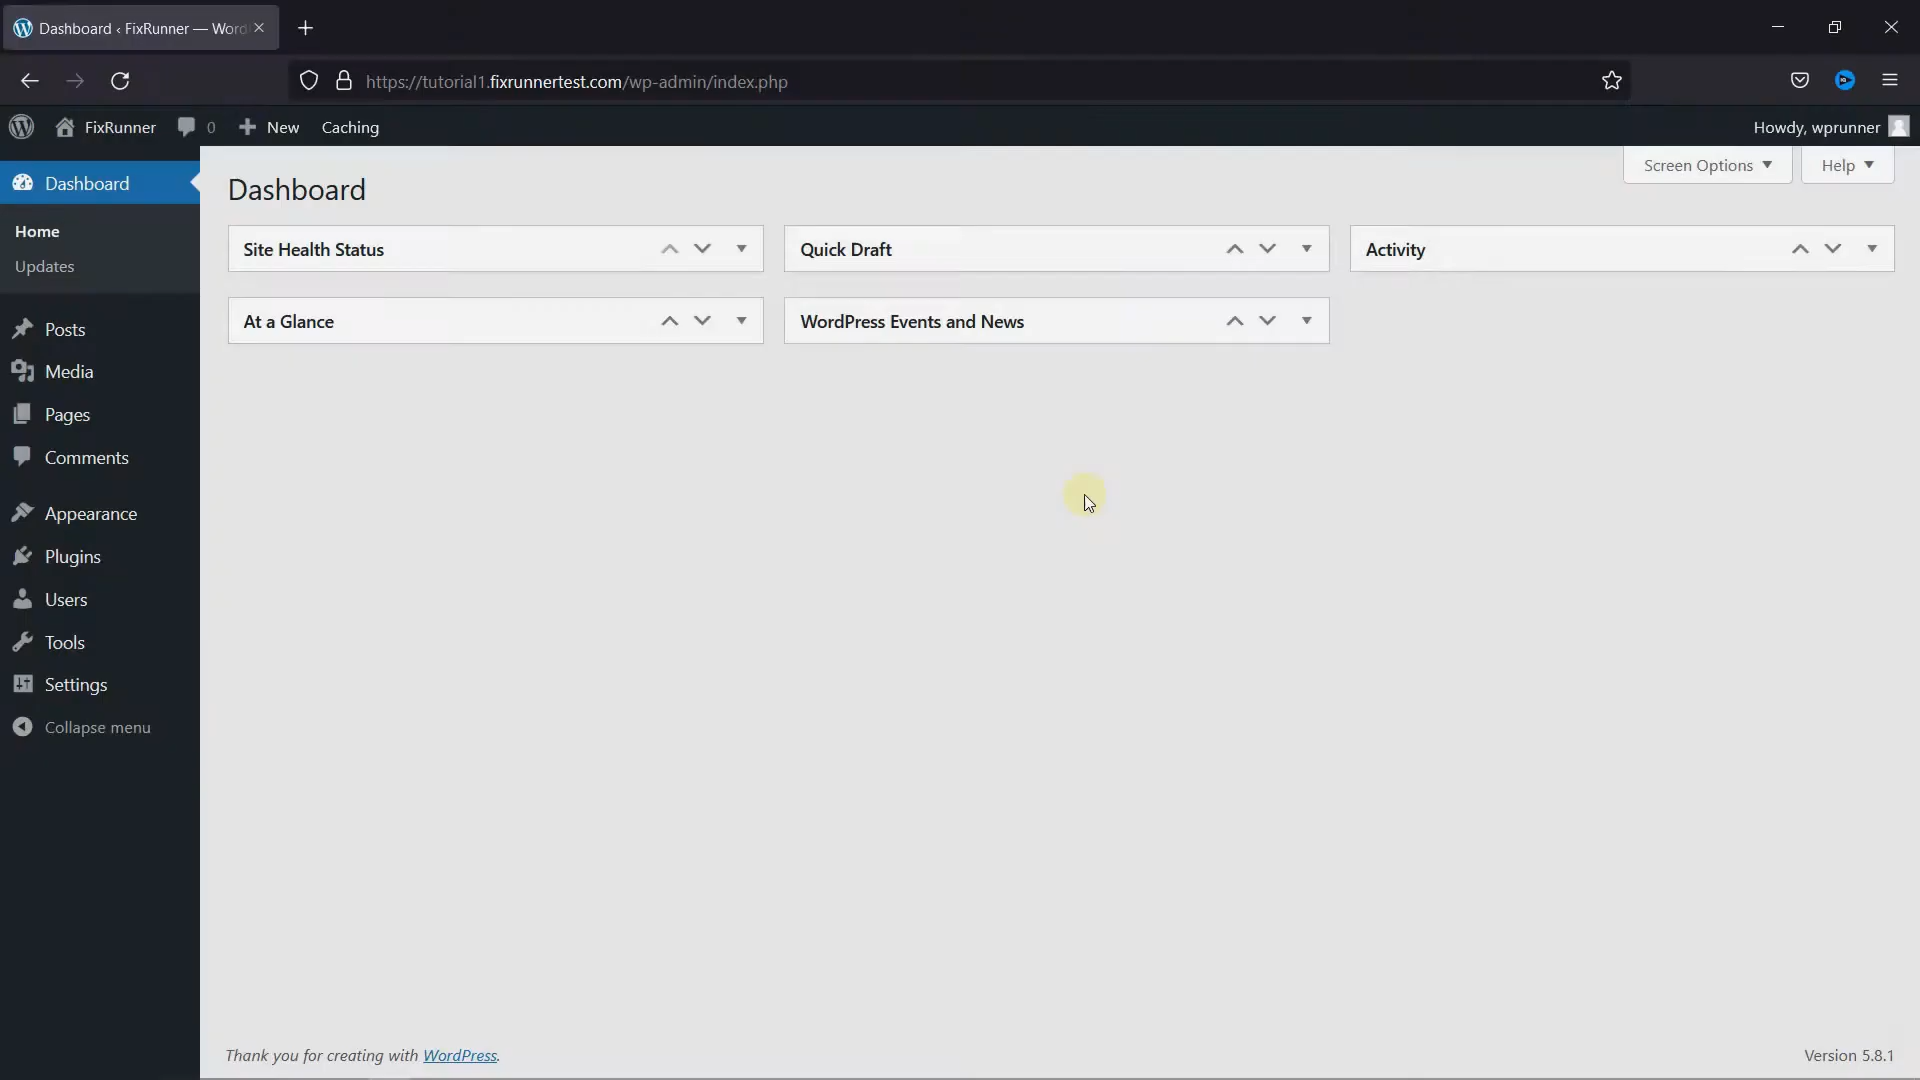 Dashboard ‹ FixRunner — Word
https://tutorial1.fixrunnertest.com/wp-admin/index.php
FixRunner 0 New Caching Howdy, wprunner
Screen Options Help
Dashboard
Home
Updates
Posts
Media
Pages
Comments
Appearance
Plugins
Users
Tools
Settings
Collapse menu
Dashboard
Site Health Status Quick Draft Activity
At a Glance WordPress Events and News
Thank you for creating with WordPress. Version 5.8.1